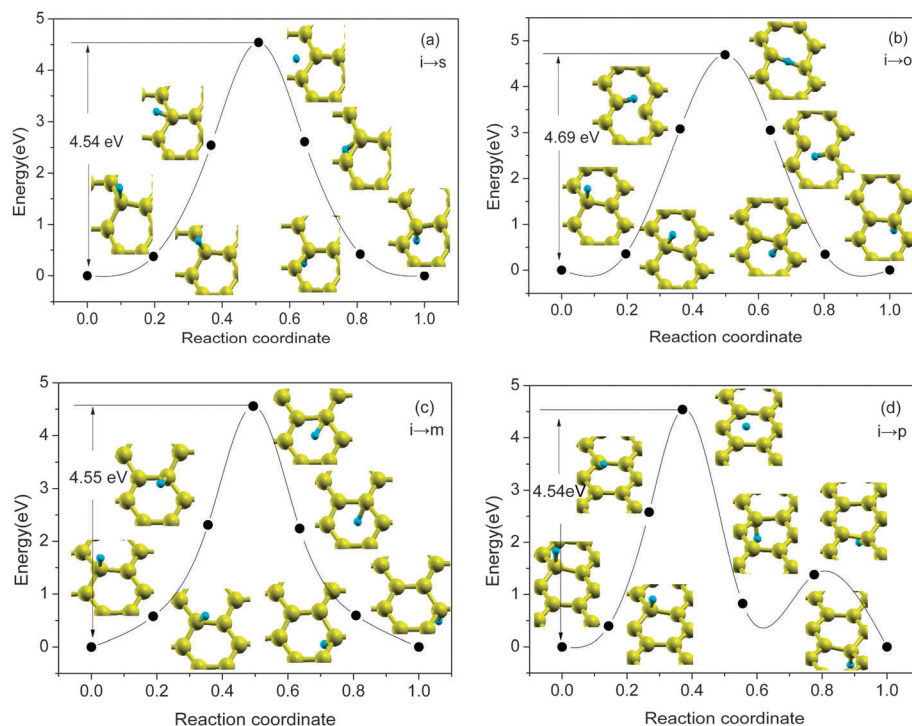 5
4
3
2
1
0
Energy(eV)
4.54 eV
(a)
i→s
0.0 0.2 0.4 0.6 0.8 1.0
Reaction coordinate
5
4
3
2
1
0
Energy(eV)
4.69 eV
(b)
i→o
0.0 0.2 0.4 0.6 0.8 1.0
Reaction coordinate
5
4
3
2
1
0
Energy(eV)
4.55 eV
(c)
i→m
0.0 0.2 0.4 0.6 0.8 1.0
Reaction coordinate
5
4
3
2
1
0
Energy(eV)
4.54eV
(d)
i→p
0.0 0.2 0.4 0.6 0.8 1.0
Reaction coordinate